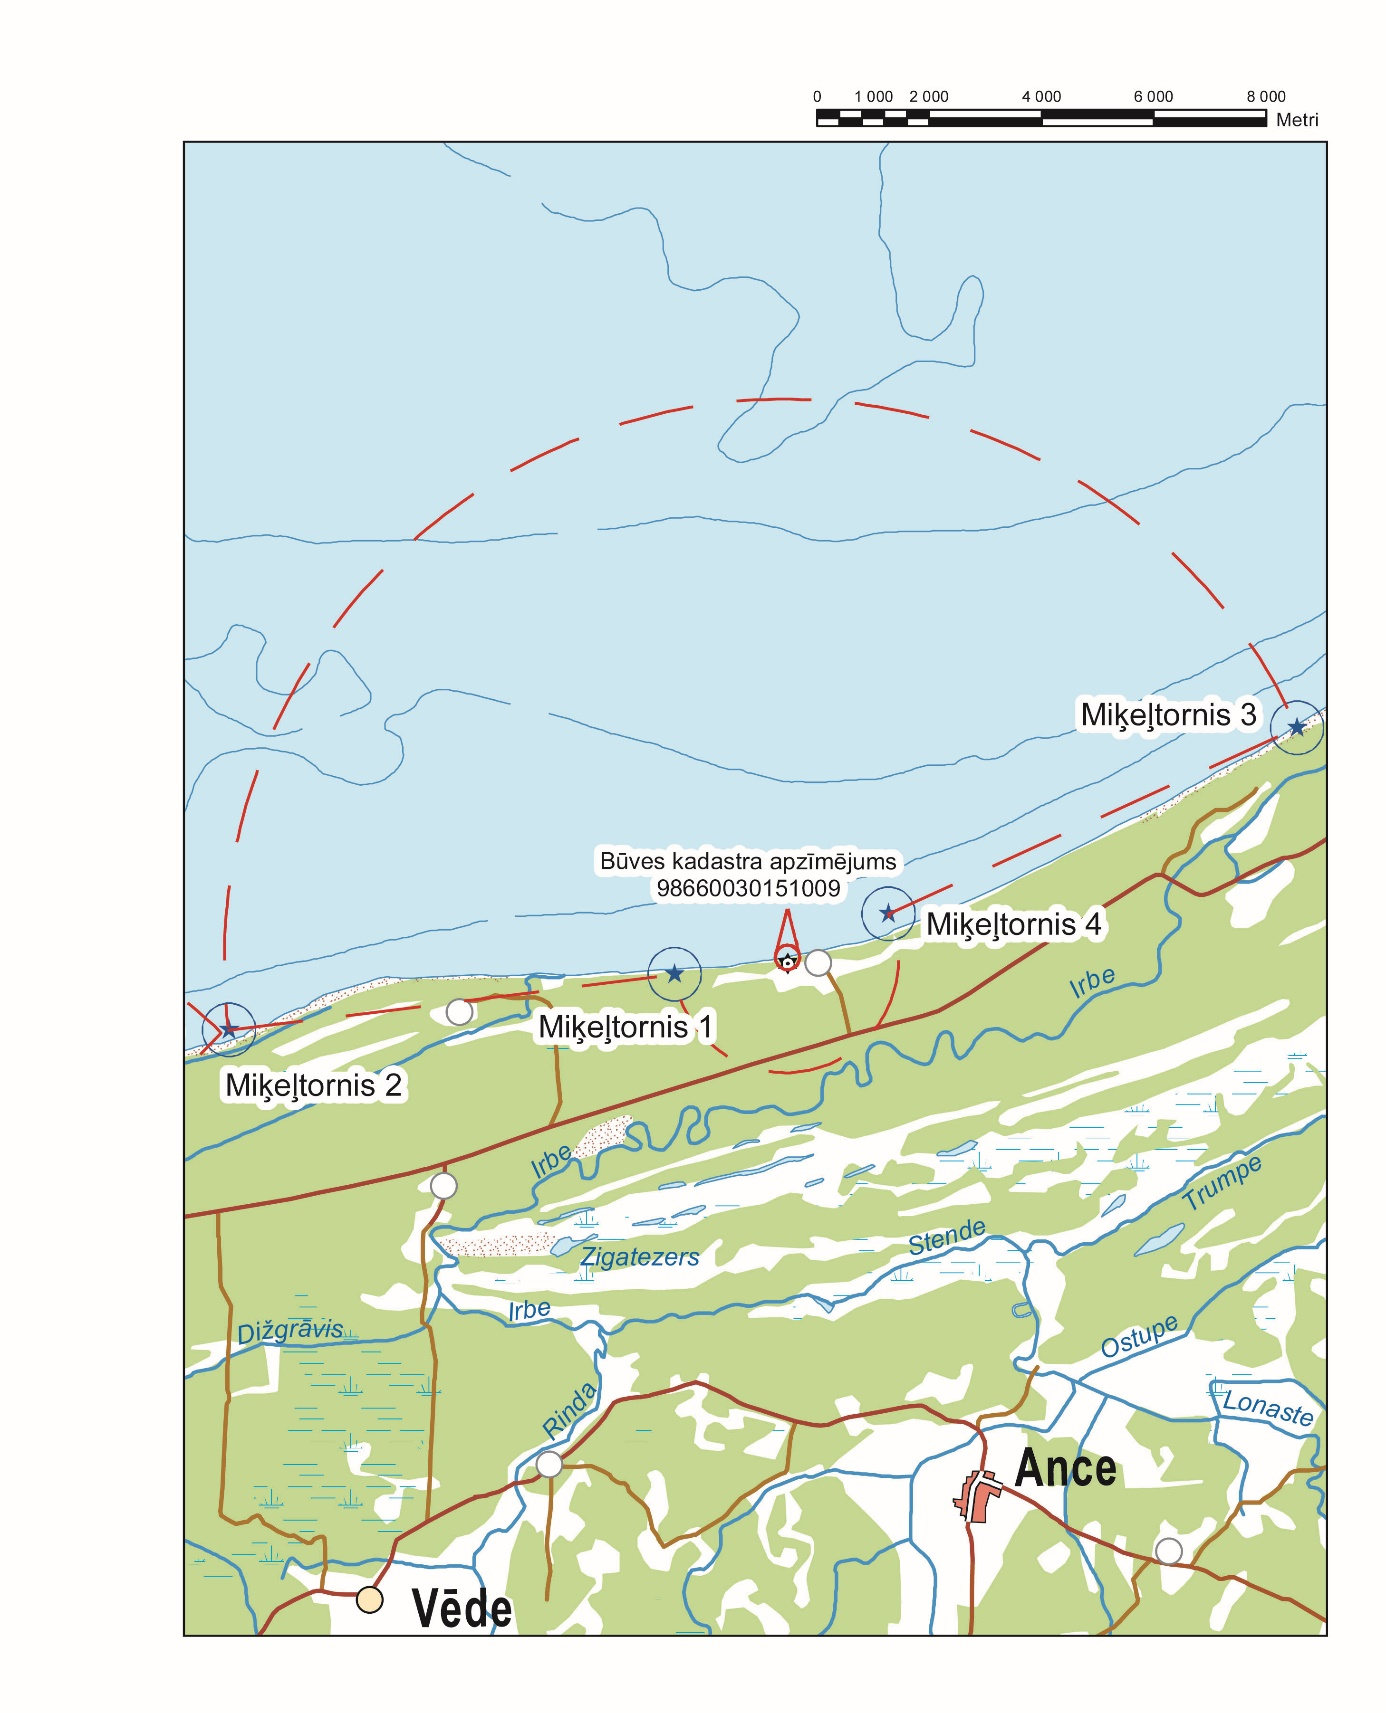 0 1 000 2 000 4 000 6 000 8 000
Metri
Miķeļtornis 3
Būves kadastra apzīmējums
98660030151009
Miķeļtornis 4
Irbe
Miķeļtornis 1
Miķeļtornis 2
Irbe
Trumpe
Stende
Zigatezers
Irbe
Dižgrāvis
Ostupe
Rinda
Lonaste
Ance
Vēde